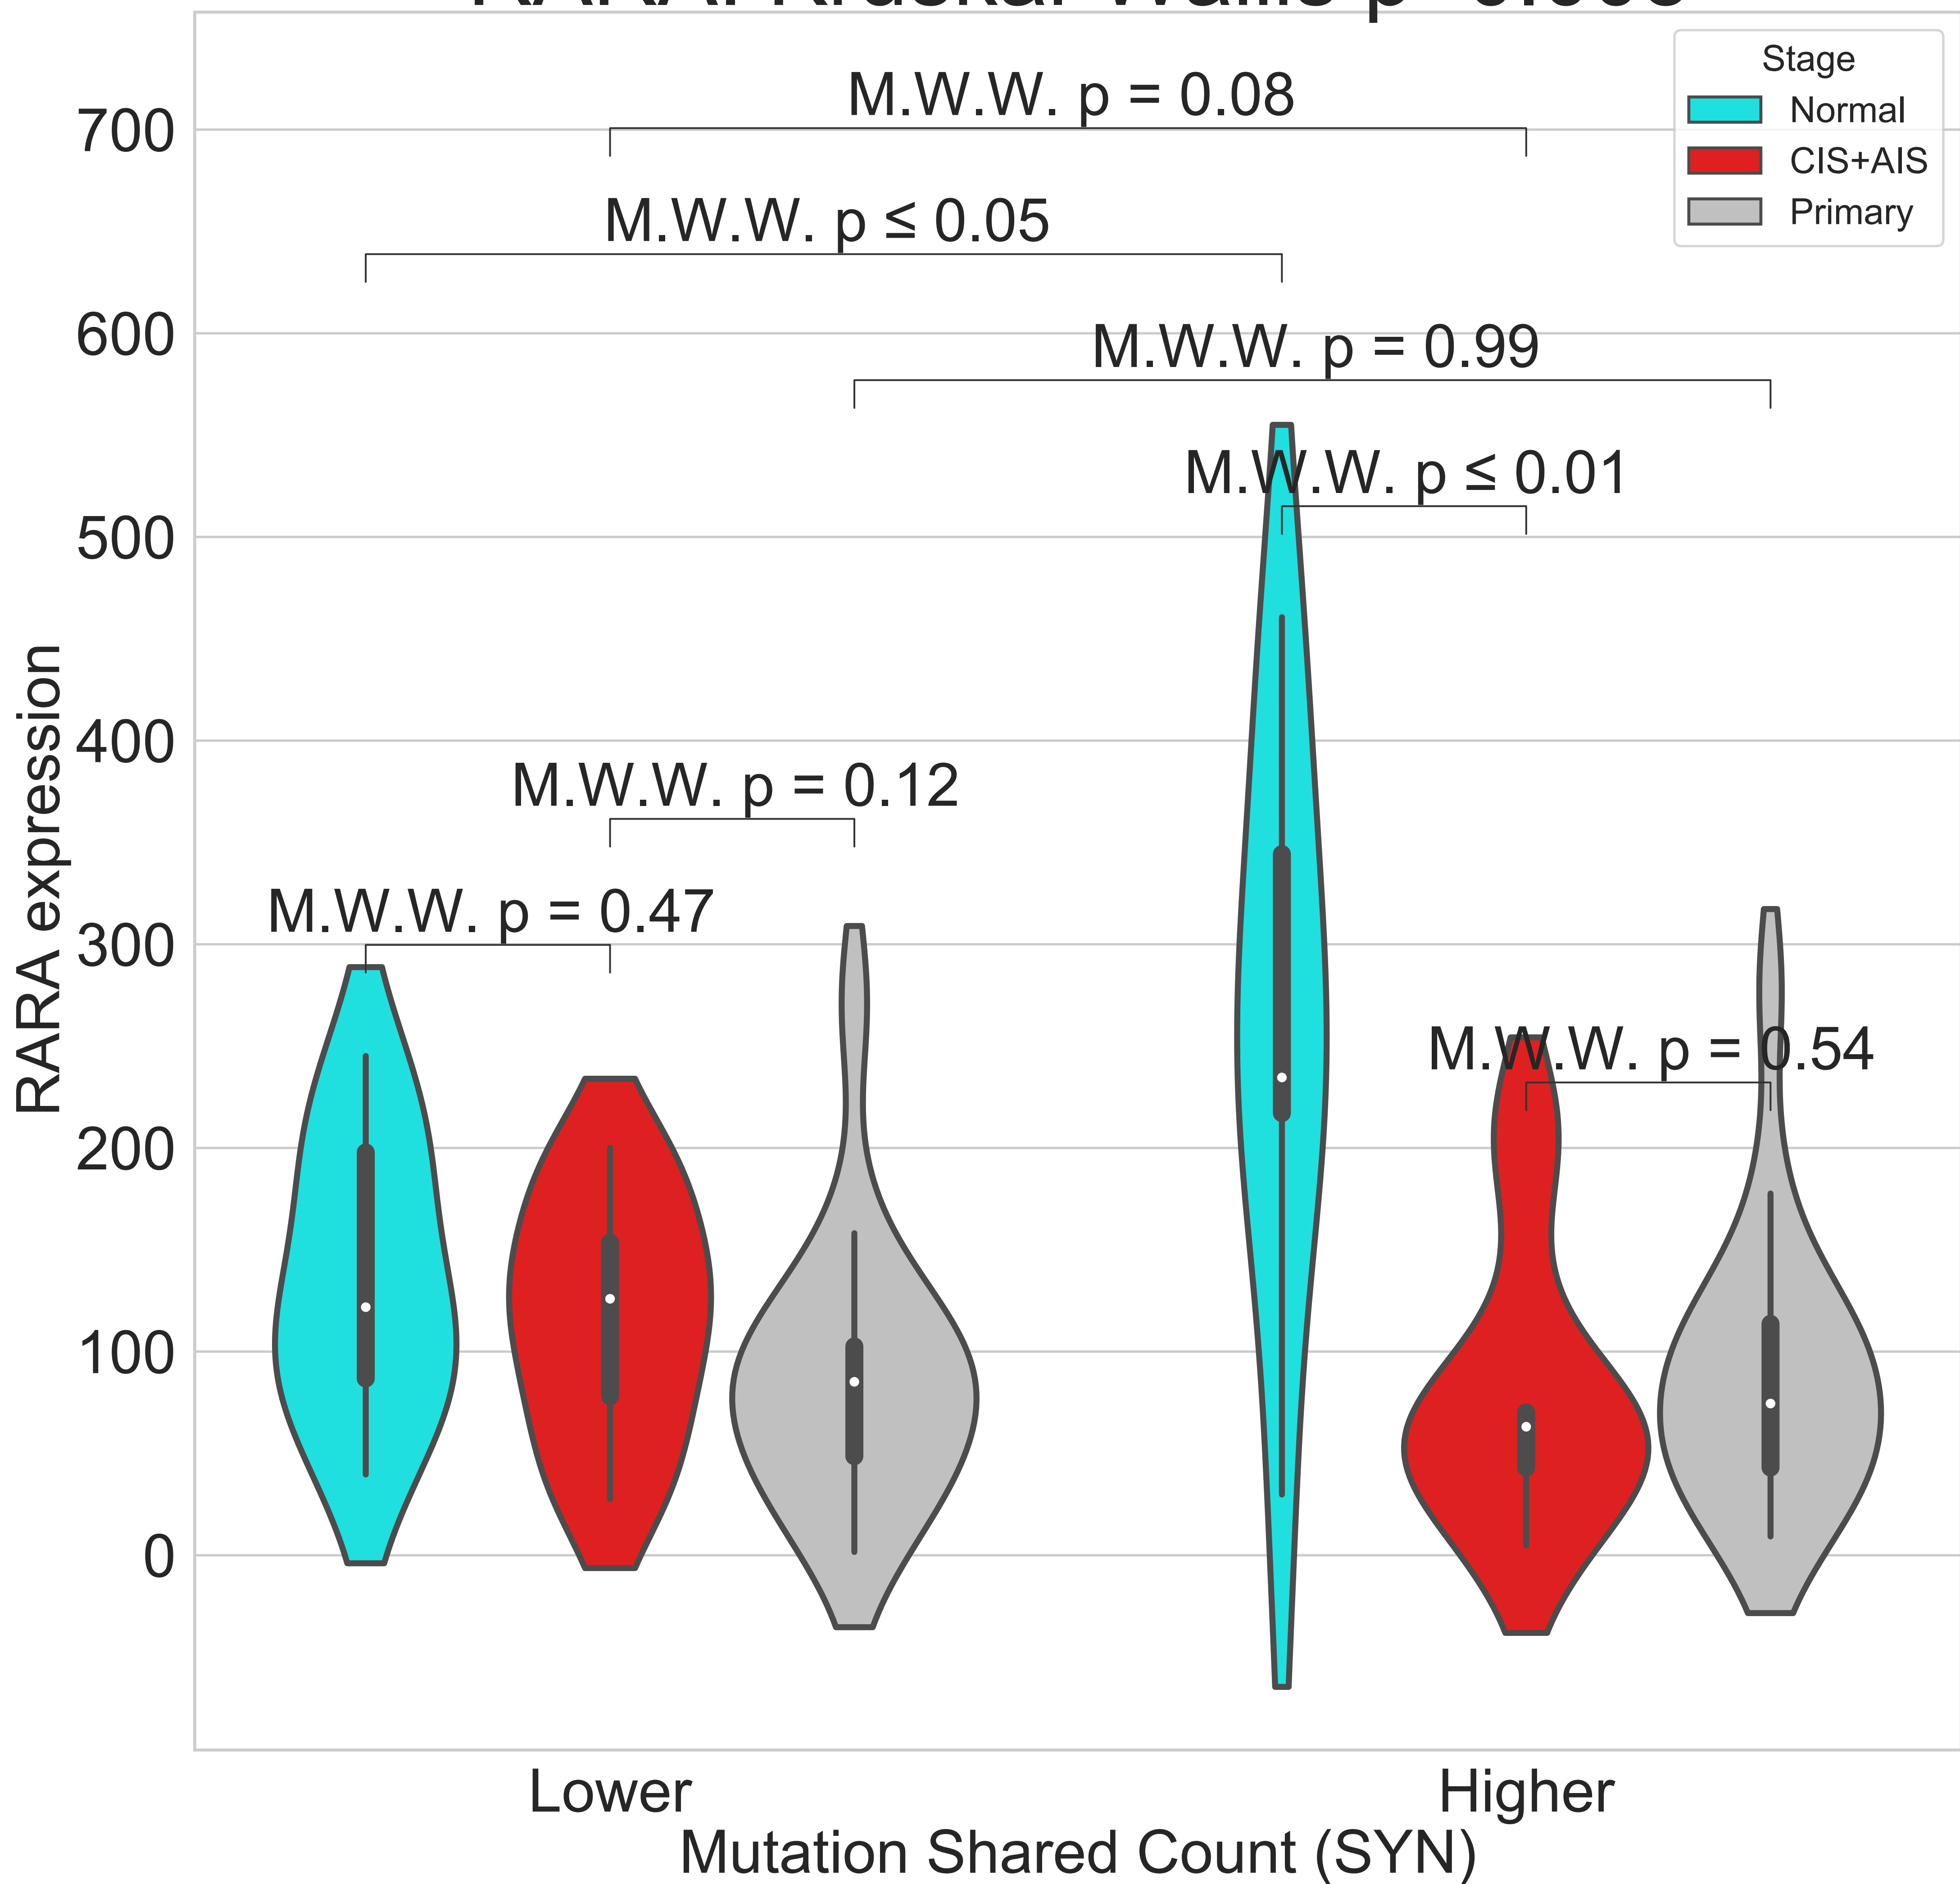 Stage
Normal
CIS+AIS
Primary
M.W.W. p = 0.08
M.W.W. p ≤ 0.05
M.W.W. p = 0.99
M.W.W. p ≤ 0.01
M.W.W. p = 0.12
M.W.W. p = 0.47
M.W.W. p = 0.54
700
600
500
400
300
200
100
0
RARA expression
Lower
Higher
Mutation Shared Count (SYN)